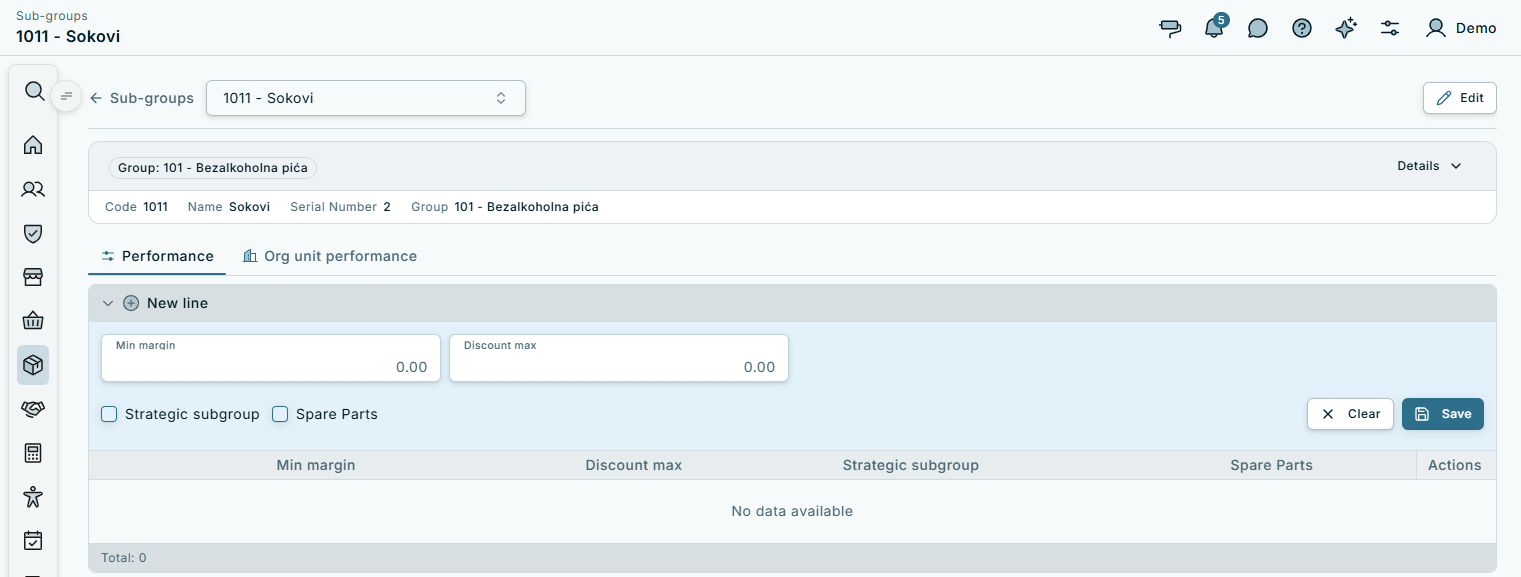 Sub-groups
1011 - Sokovi
5
Demo
Sub-groups
1011 - Sokovi
Edit
Group: 101 - Bezalkoholna pića
Details
Code 1011 Name Sokovi Serial Number 2 Group 101 - Bezalkoholna pića
Performance
Org unit performance
New line
Min margin
0.00
Discount max
0.00
Strategic subgroup
Spare Parts
Clear
Save
Min margin Discount max Strategic subgroup Spare Parts Actions
No data available
Total: 0